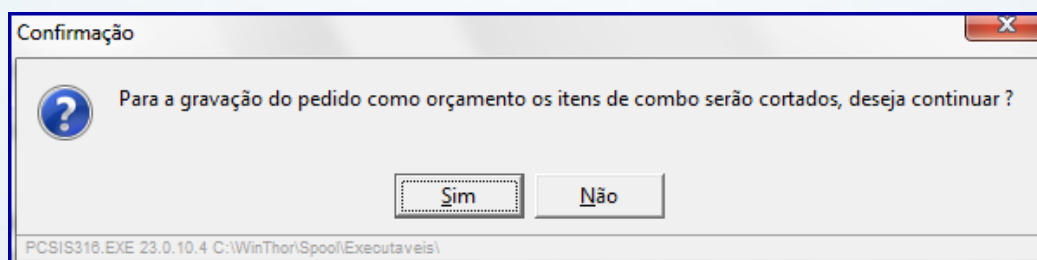 Confirmação
Para a gravação do pedido como orçamento os itens de combo serão cortados, deseja continuar ?
Sim
Não
PCSIS316.EXE 23.0.10.4 C:\WinThor\Spool\Executaveis\